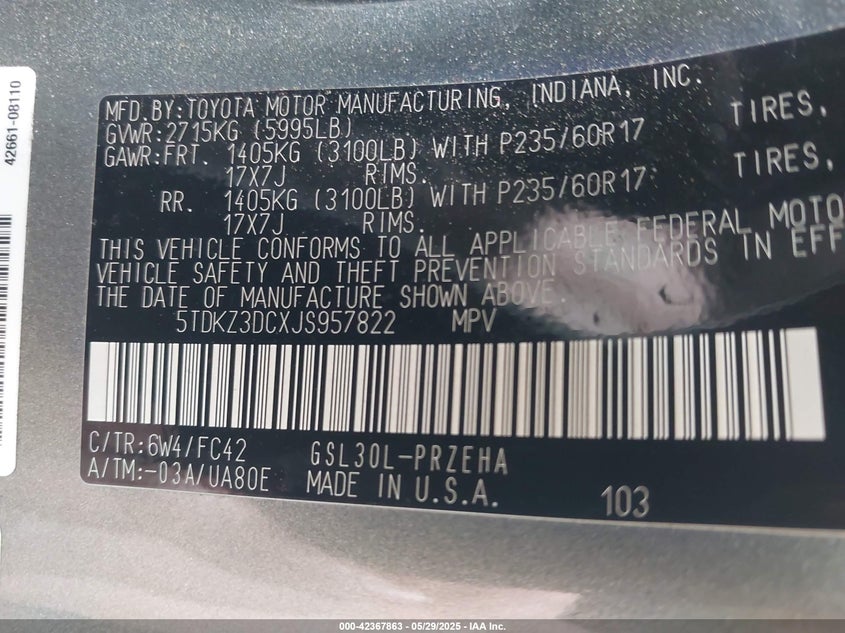 42661-08110
MFD.BY:TOYOTA MOTOR MANUFACTURING, INDIANA, INC.
GVWR:2715KG (5995LB)
GAWR:FRT. 1405KG (3100LB) WITH P235/60R17 TIRES,
17X7J RIMS.
RR. 1405KG (3100LB) WITH P235/60R17 TIRES,
17X7J RIMS.
THIS VEHICLE CONFORMS TO ALL APPLICABLE FEDERAL MOTO
VEHICLE SAFETY AND THEFT PREVENTION STANDARDS IN EFF
THE DATE OF MANUFACTURE SHOWN ABOVE.
5TDKZ3DCXJS957822 MPV
C/TR:6W4/FC42 GSL30L-PRZEHA
A/TM:-03A/UA80E MADE IN U.S.A. 103
000-42367863 - 05/29/2025 - IAA Inc.